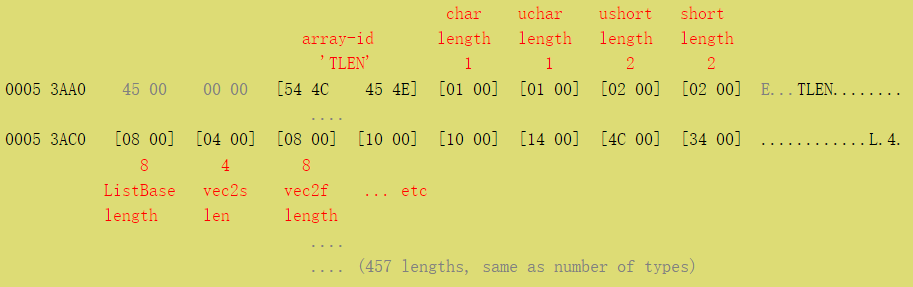 char uchar ushort short
array-id length length length length
'TLEN' 1 1 2 2
0005 3AA0 45 00 00 00 [54 4C 45 4E] [01 00] [01 00] [02 00] [02 00] E...TLEN........
....
0005 3AC0 [08 00] [04 00] [08 00] [10 00] [10 00] [14 00] [4C 00] [34 00] ............L.4.
8 4 8
ListBase vec2s vec2f ... etc
length len length
....
.... (457 lengths, same as number of types)